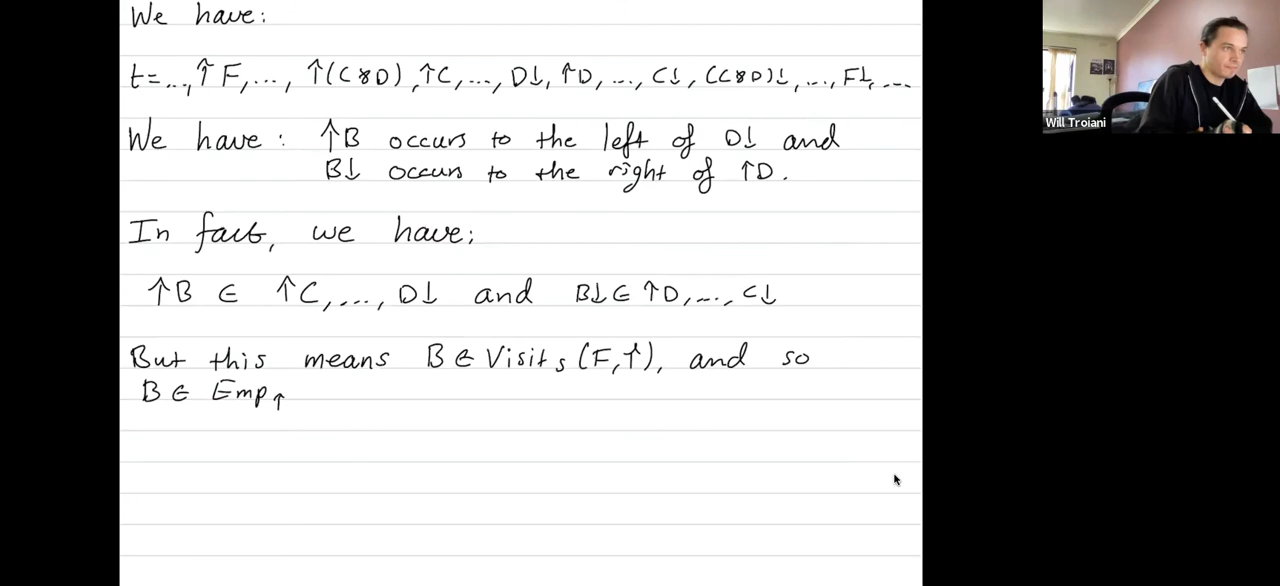 We have:
t=..., ↑F, ..., ↑(C⅋D), ↑C, ..., D↓, ↑D, ..., C↓, (C⅋D)↓, ..., F↓, ...
We have: ↑B occurs to the left of D↓ and
B↓ occurs to the right of ↑D.
In fact, we have:
↑B ∈ ↑C, ..., D↓ and B↓ ∈ ↑D, ..., C↓
But this means B ∈ Visits(F,↑), and so
B ∈ Emp↑
Will Troiani